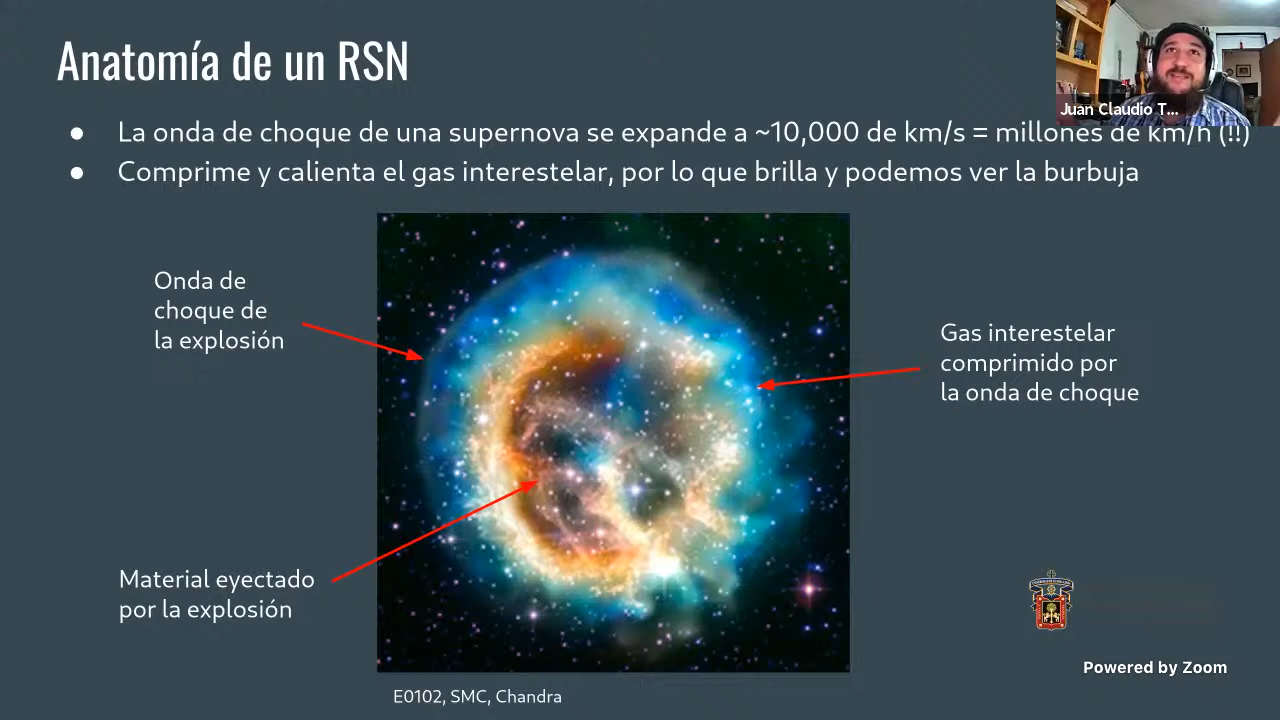 Anatomía de un RSN
Juan Claudio T...
● La onda de choque de una supernova se expande a ~10,000 de km/s = millones de km/h (!!)
● Comprime y calienta el gas interestelar, por lo que brilla y podemos ver la burbuja
Onda de
choque de
la explosión
Gas interestelar
comprimido por
la onda de choque
Material eyectado
por la explosión
E0102, SMC, Chandra
Powered by Zoom